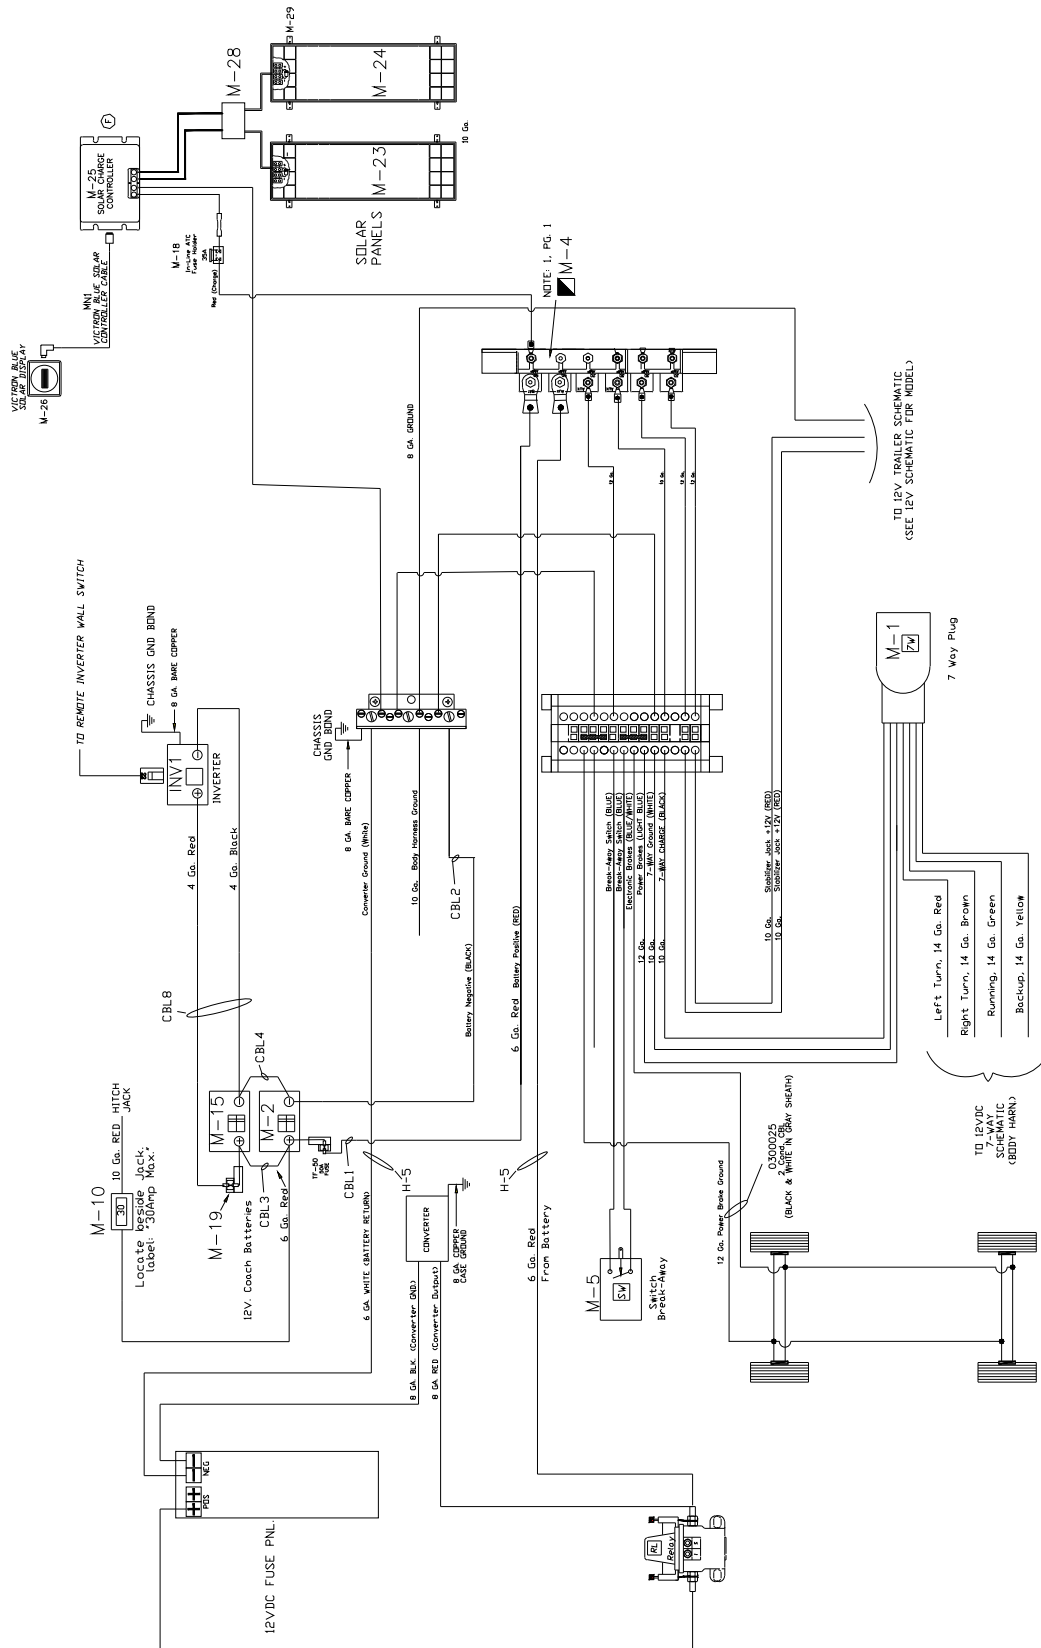 M-29
M-24
M-28
M-23
10 Ga.
SOLAR
PANELS
F
M-25
SOLAR CHARGE
CONTROLLER
M-18
In-Line ATC
Fuse Holder
35A
Red (Charge)
MN1
VICTRON BLUE SOLAR
CONTROLLER CABLE
VICTRON BLUE
SOLAR DISPLAY
M-26
NOTE: 1, PG. 1
M-4
8 GA. GROUND
12 Ga.
10 Ga.
12 Ga.
12 Ga.
TO 12V TRAILER SCHEMATIC
(SEE 12V SCHEMATIC FOR MODEL)
TO REMOTE INVERTER WALL SWITCH
CHASSIS GND BOND
8 GA. BARE COPPER
INV1
INVERTER
4 Ga. Red
4 Ga. Black
CBL8
CHASSIS
GND BOND
8 GA. BARE COPPER
Converter Ground (White)
10 Ga. Body Harness Ground
CBL2
Battery Negative (BLACK)
6 Ga. Red Battery Positive (RED)
Break-Away Switch (BLUE)
Break-Away Switch (BLUE)
Electronic Brakes (BLUE/WHITE)
Power Brakes (LIGHT BLUE)
7-WAY Ground (WHITE)
7-WAY CHARGE (BLACK)
12 Ga.
10 Ga.
10 Ga.
10 Ga. Stabilizer Jack +12V (RED)
10 Ga. Stabilizer Jack +12V (RED)
M-1
7W
7 Way Plug
Left Turn, 14 Ga. Red
Right Turn, 14 Ga. Brown
Running, 14 Ga. Green
Backup, 14 Ga. Yellow
TO 12VDC
7-WAY
SCHEMATIC
(BODY HARN.)
M-10
30
10 Ga. RED
HITCH
JACK
Locate beside Jack;
label: "30Amp Max."
M-15
M-2
CBL4
M-19
CBL3
6 Ga. Red
12V. Coach Batteries
TF-50
FUSE
CBL1
H-5
H-5
6 GA. WHITE (BATTERY RETURN)
CONVERTER
8 GA. COPPER
CASE GROUND
8 GA. BLK. (Converter GND)
8 GA. RED (Converter Output)
6 Ga. Red
From Battery
M-5
SW
Switch
Break-Away
12 Ga. Power Brake Ground
0300025
2 Cond. CBL
(BLACK & WHITE IN GRAY SHEATH)
POS
NEG
12VDC FUSE PNL.
RL
Relay